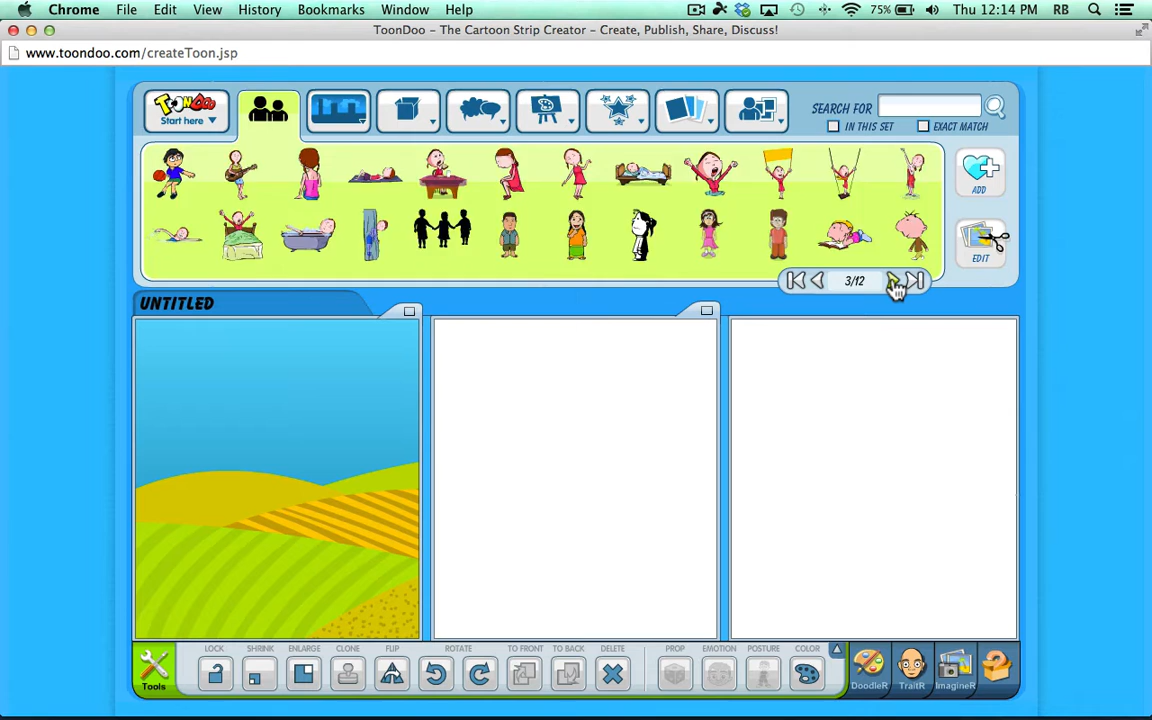 Chrome File Edit View History Bookmarks Window Help 75% Thu 12:14 PM RB
ToonDoo – The Cartoon Strip Creator – Create, Publish, Share, Discuss!
www.toondoo.com/createToon.jsp
TOONDOO
Start here
SEARCH FOR
IN THIS SET EXACT MATCH
ADD
EDIT
3/12
UNTITLED
LOCK SHRINK ENLARGE CLONE FLIP ROTATE TO FRONT TO BACK DELETE PROP EMOTION POSTURE COLOR
Tools DoodleR TraitR ImagineR